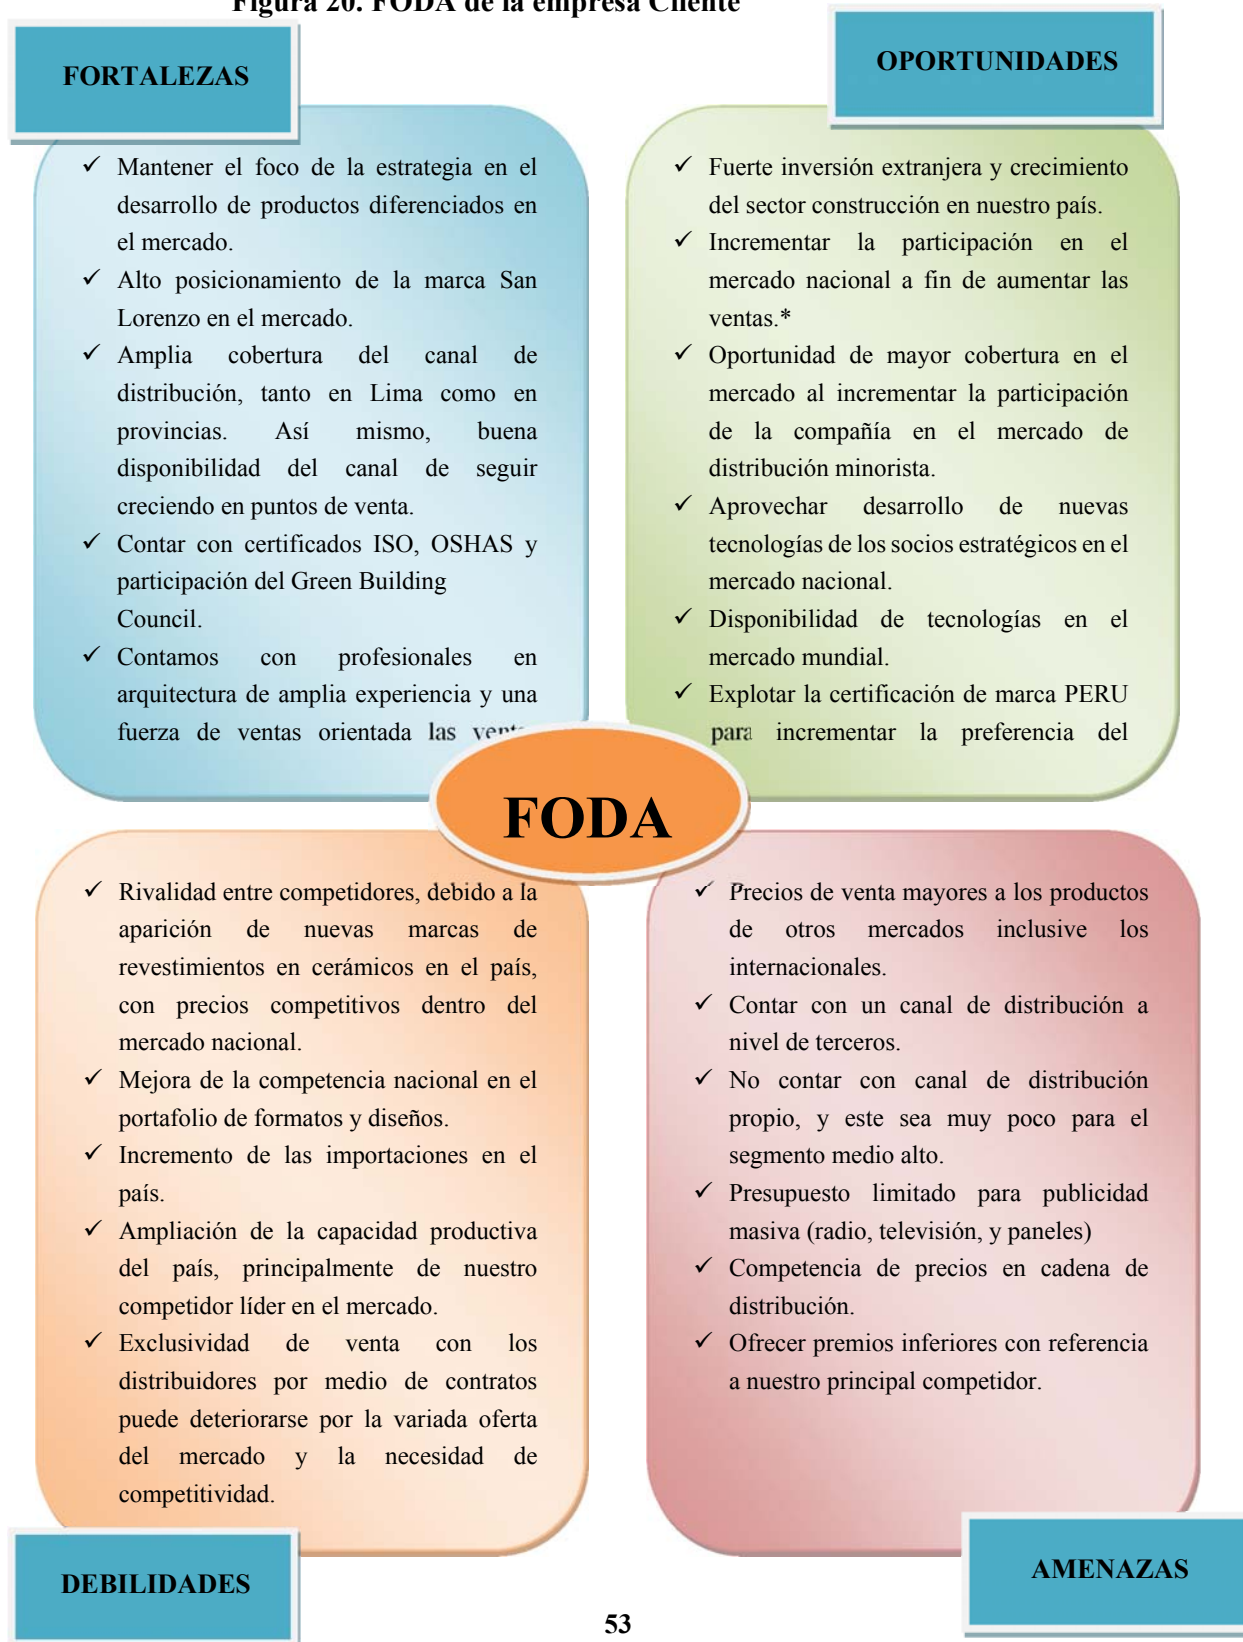 Figura 20. FODA de la empresa Cliente
FORTALEZAS
✓ Mantener el foco de la estrategia en el
desarrollo de productos diferenciados en
el mercado.
✓ Alto posicionamiento de la marca San
Lorenzo en el mercado.
✓ Amplia cobertura del canal de
distribución, tanto en Lima como en
provincias. Así mismo, buena
disponibilidad del canal de seguir
creciendo en puntos de venta.
✓ Contar con certificados ISO, OSHAS y
participación del Green Building
Council.
✓ Contamos con profesionales en
arquitectura de amplia experiencia y una
fuerza de ventas orientada las
OPORTUNIDADES
✓ Fuerte inversión extranjera y crecimiento
del sector construcción en nuestro país.
✓ Incrementar la participación en el
mercado nacional a fin de aumentar las
ventas.*
✓ Oportunidad de mayor cobertura en el
mercado al incrementar la participación
de la compañía en el mercado de
distribución minorista.
✓ Aprovechar desarrollo de nuevas
tecnologías de los socios estratégicos en el
mercado nacional.
✓ Disponibilidad de tecnologías en el
mercado mundial.
✓ Explotar la certificación de marca PERU
para incrementar la preferencia del
FODA
✓ Rivalidad entre competidores, debido a la
aparición de nuevas marcas de
revestimientos en cerámicos en el país,
con precios competitivos dentro del
mercado nacional.
✓ Mejora de la competencia nacional en el
portafolio de formatos y diseños.
✓ Incremento de las importaciones en el
país.
✓ Ampliación de la capacidad productiva
del país, principalmente de nuestro
competidor líder en el mercado.
✓ Exclusividad de venta con los
distribuidores por medio de contratos
puede deteriorarse por la variada oferta
del mercado y la necesidad de
competitividad.
DEBILIDADES
✓ Precios de venta mayores a los productos
de otros mercados inclusive los
internacionales.
✓ Contar con un canal de distribución a
nivel de terceros.
✓ No contar con canal de distribución
propio, y este sea muy poco para el
segmento medio alto.
✓ Presupuesto limitado para publicidad
masiva (radio, televisión, y paneles)
✓ Competencia de precios en cadena de
distribución.
✓ Ofrecer premios inferiores con referencia
a nuestro principal competidor.
AMENAZAS
53